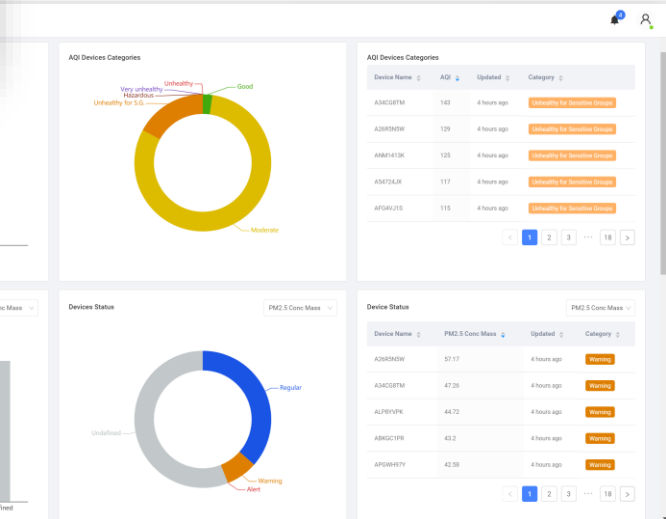 4
AQI Devices Categories
Unhealthy
Very unhealthy
Hazardous
Unhealthy for S.G.
Good
Moderate
AQI Devices Categories
Device Name AQI Updated Category
A34CG8TM 143 4 hours ago Unhealthy for Sensitive Groups
A26R5N5W 129 4 hours ago Unhealthy for Sensitive Groups
ANM1413K 123 4 hours ago Unhealthy for Sensitive Groups
A54724JX 117 4 hours ago Unhealthy for Sensitive Groups
AFG4VJ1S 115 4 hours ago Unhealthy for Sensitive Groups
< 1 2 3 ··· 18 >
nc Mass
Devices Status
PM2.5 Conc Mass
Regular
Undefined
Warning
Alert
Device Status
PM2.5 Conc Mass
Device Name PM2.5 Conc Mass Updated Category
A26R5N5W 57.17 4 hours ago Warning
A34CG8TM 47.26 4 hours ago Warning
ALP8YVPK 44.72 4 hours ago Warning
ABKGC1PR 43.2 4 hours ago Warning
APGWH97Y 42.58 4 hours ago Warning
< 1 2 3 ··· 18 >
fined